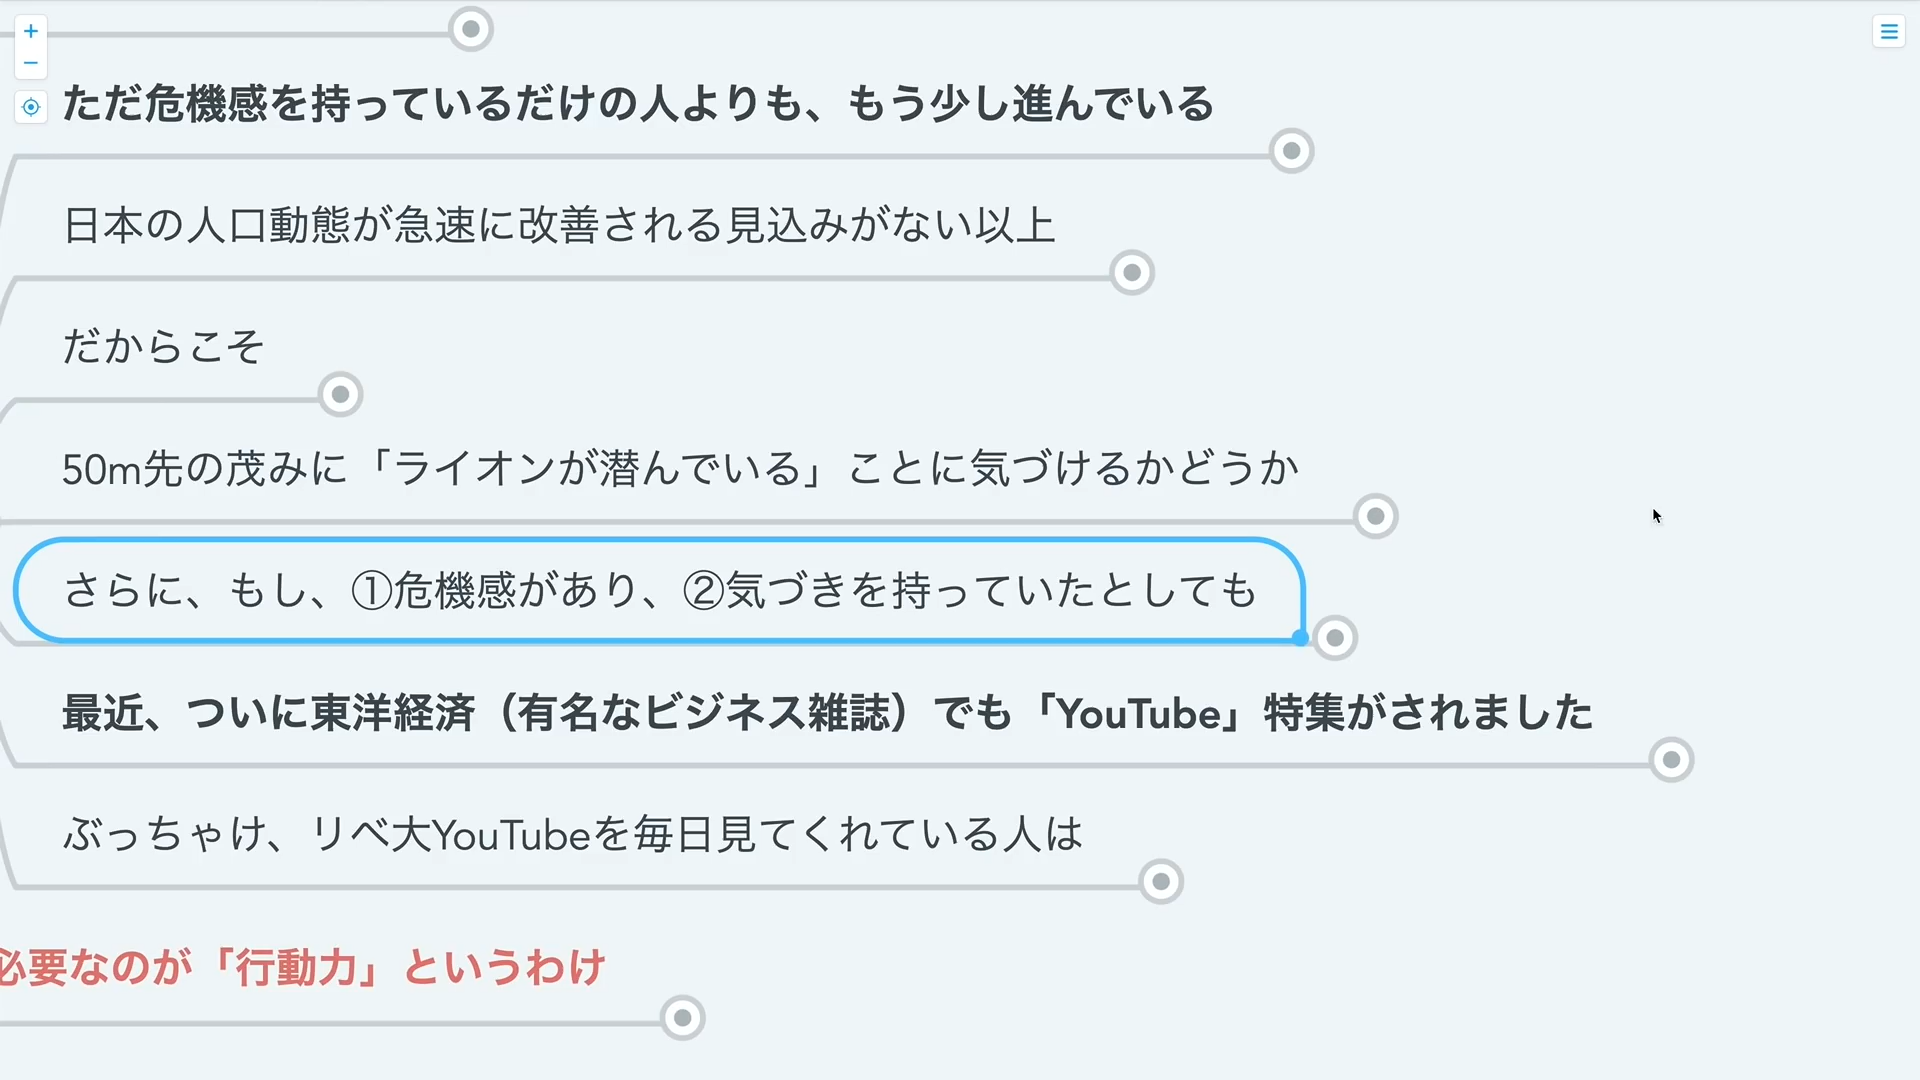 ただ危機感を持っているだけの人よりも、もう少し進んでいる
日本の人口動態が急速に改善される見込みがない以上
だからこそ
50m先の茂みに「ライオンが潜んでいる」ことに気づけるかどうか
さらに、もし、①危機感があり、②気づきを持っていたとしても
最近、ついに東洋経済（有名なビジネス雑誌）でも「YouTube」特集がされました
ぶっちゃけ、リベ大YouTubeを毎日見てくれている人は
必要なのが「行動力」というわけ